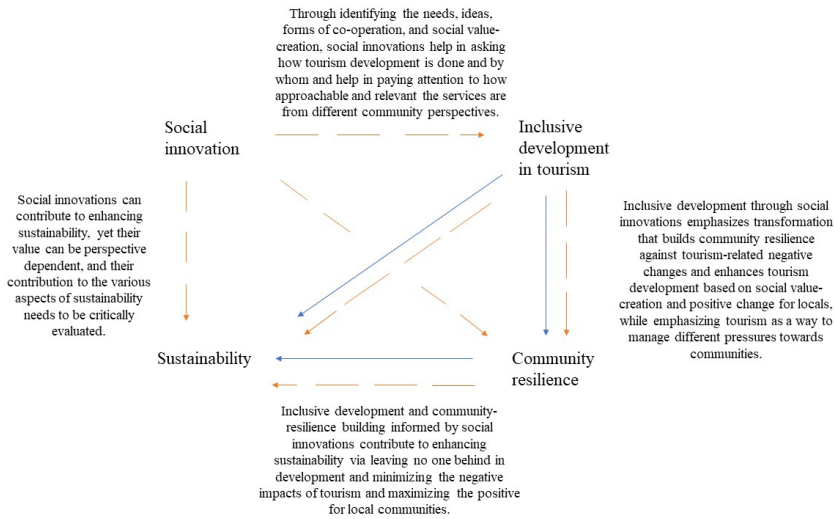 Through identifying the needs, ideas,
forms of co-operation, and social value-
creation, social innovations help in asking
how tourism development is done and by
whom and help in paying attention to how
approachable and relevant the services are
from different community perspectives.
Social
innovation
Inclusive
development
in tourism
Social innovations can
contribute to enhancing
sustainability, yet their
value can be perspective
dependent, and their
contribution to the various
aspects of sustainability
needs to be critically
evaluated.
Inclusive development through social
innovations emphasizes transformation
that builds community resilience
against tourism-related negative
changes and enhances tourism
development based on social value-
creation and positive change for locals,
while emphasizing tourism as a way to
manage different pressures towards
communities.
Sustainability
Community
resilience
Inclusive development and community-
resilience building informed by social
innovations contribute to enhancing
sustainability via leaving no one behind in
development and minimizing the negative
impacts of tourism and maximizing the positive
for local communities.